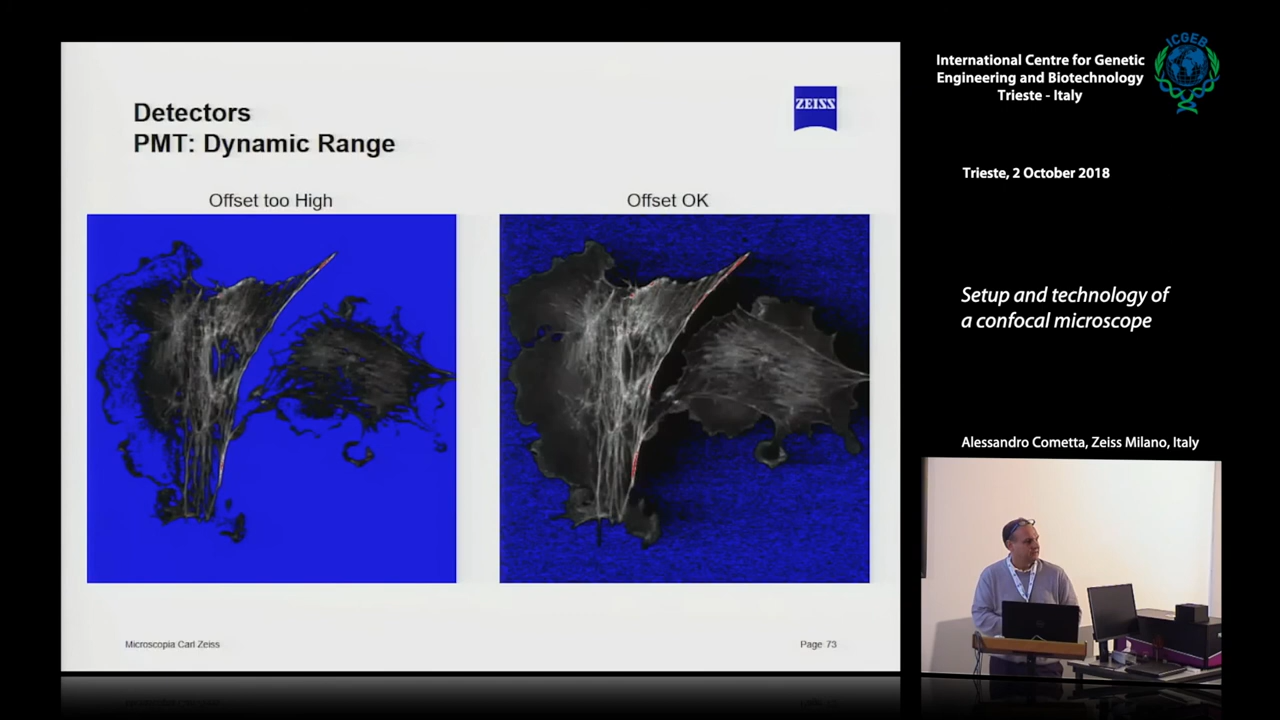 Detectors
PMT: Dynamic Range
ZEISS
Offset too High
Offset OK
Microscopia Carl Zeiss
Page 73
International Centre for Genetic
Engineering and Biotechnology
Trieste - Italy
ICGEB
Trieste, 2 October 2018
Setup and technology of
a confocal microscope
Alessandro Cometta, Zeiss Milano, Italy